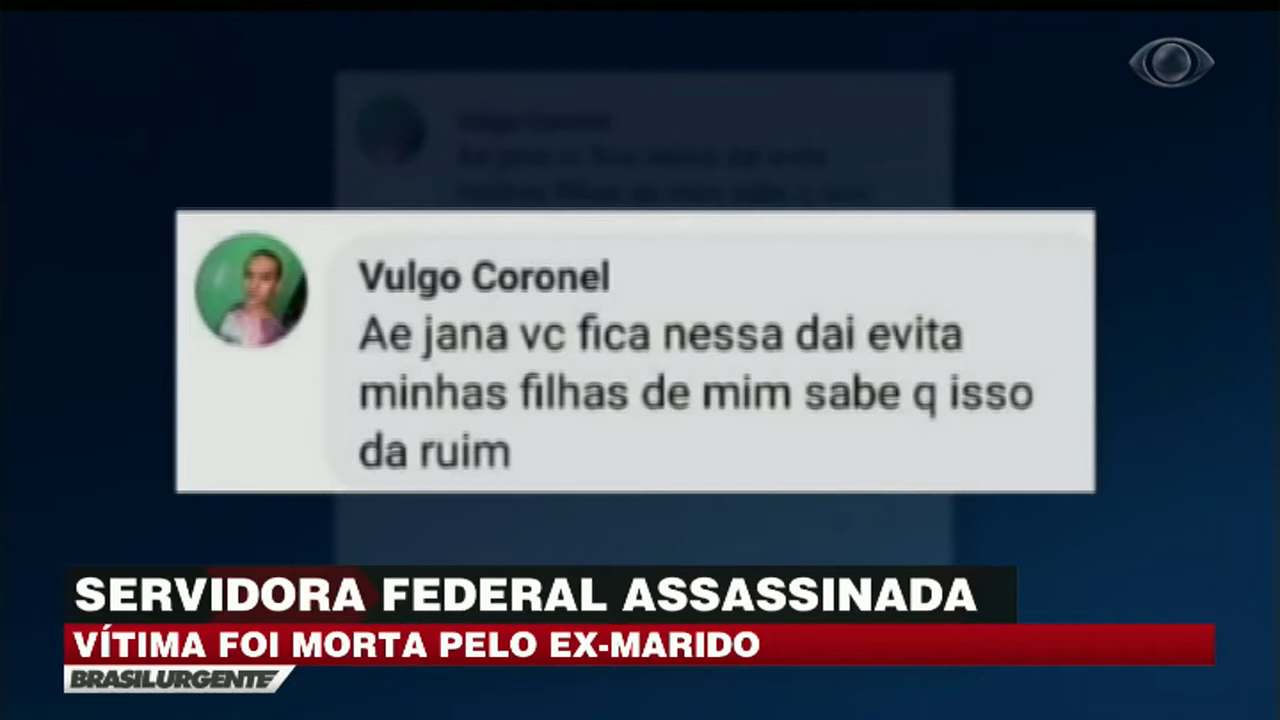 Vulgo Coronel
Ae jana vc fica nessa dai evita
minhas filhas de mim sabe q isso
da ruim
SERVIDORA FEDERAL ASSASSINADA
VÍTIMA FOI MORTA PELO EX-MARIDO
BRASILURGENTE